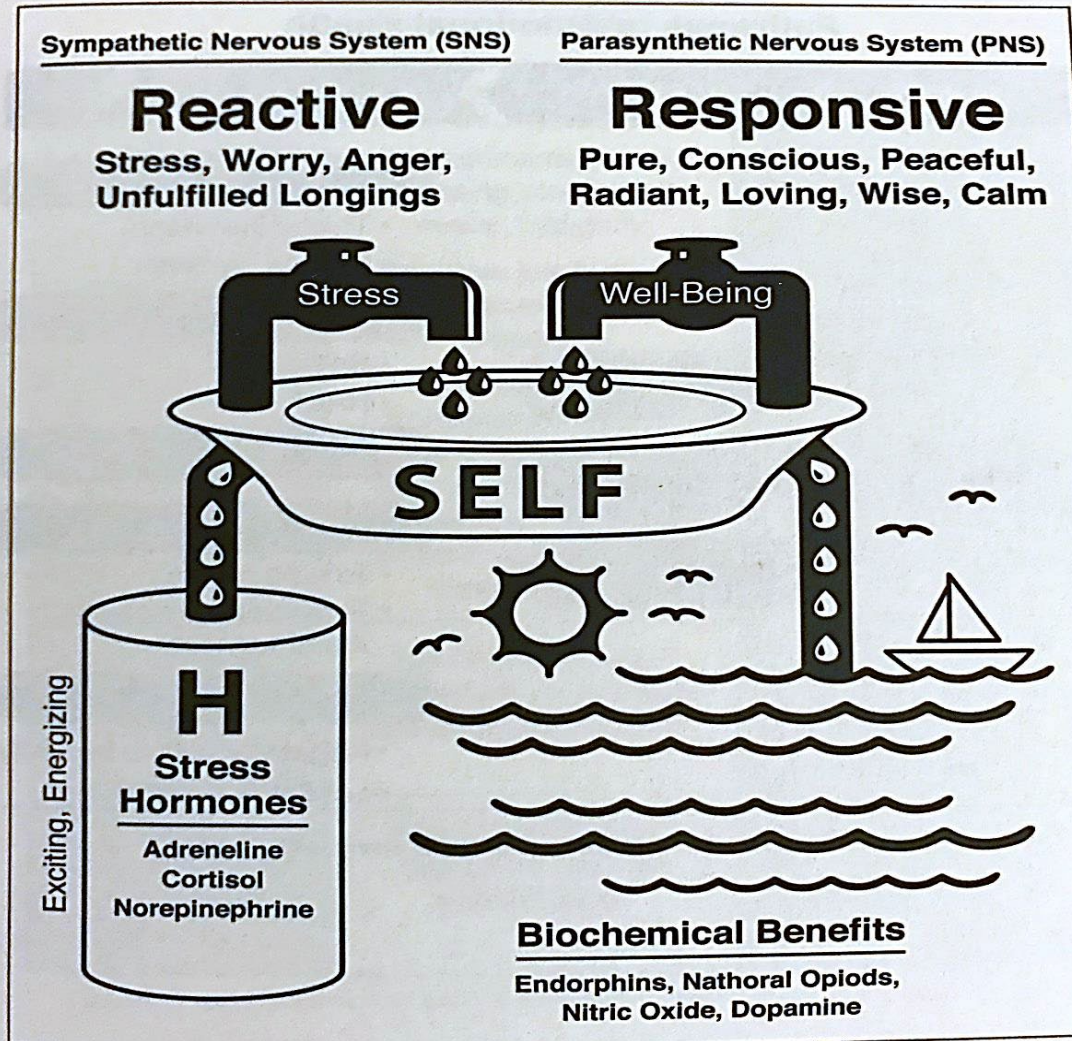 Sympathetic Nervous System (SNS)
Parasynthetic Nervous System (PNS)
Reactive
Stress, Worry, Anger,
Unfulfilled Longings
Responsive
Pure, Conscious, Peaceful,
Radiant, Loving, Wise, Calm
Stress
Well-Being
SELF
Exciting, Energizing
H
Stress
Hormones
Adreneline
Cortisol
Norepinephrine
Biochemical Benefits
Endorphins, Nathoral Opiods,
Nitric Oxide, Dopamine